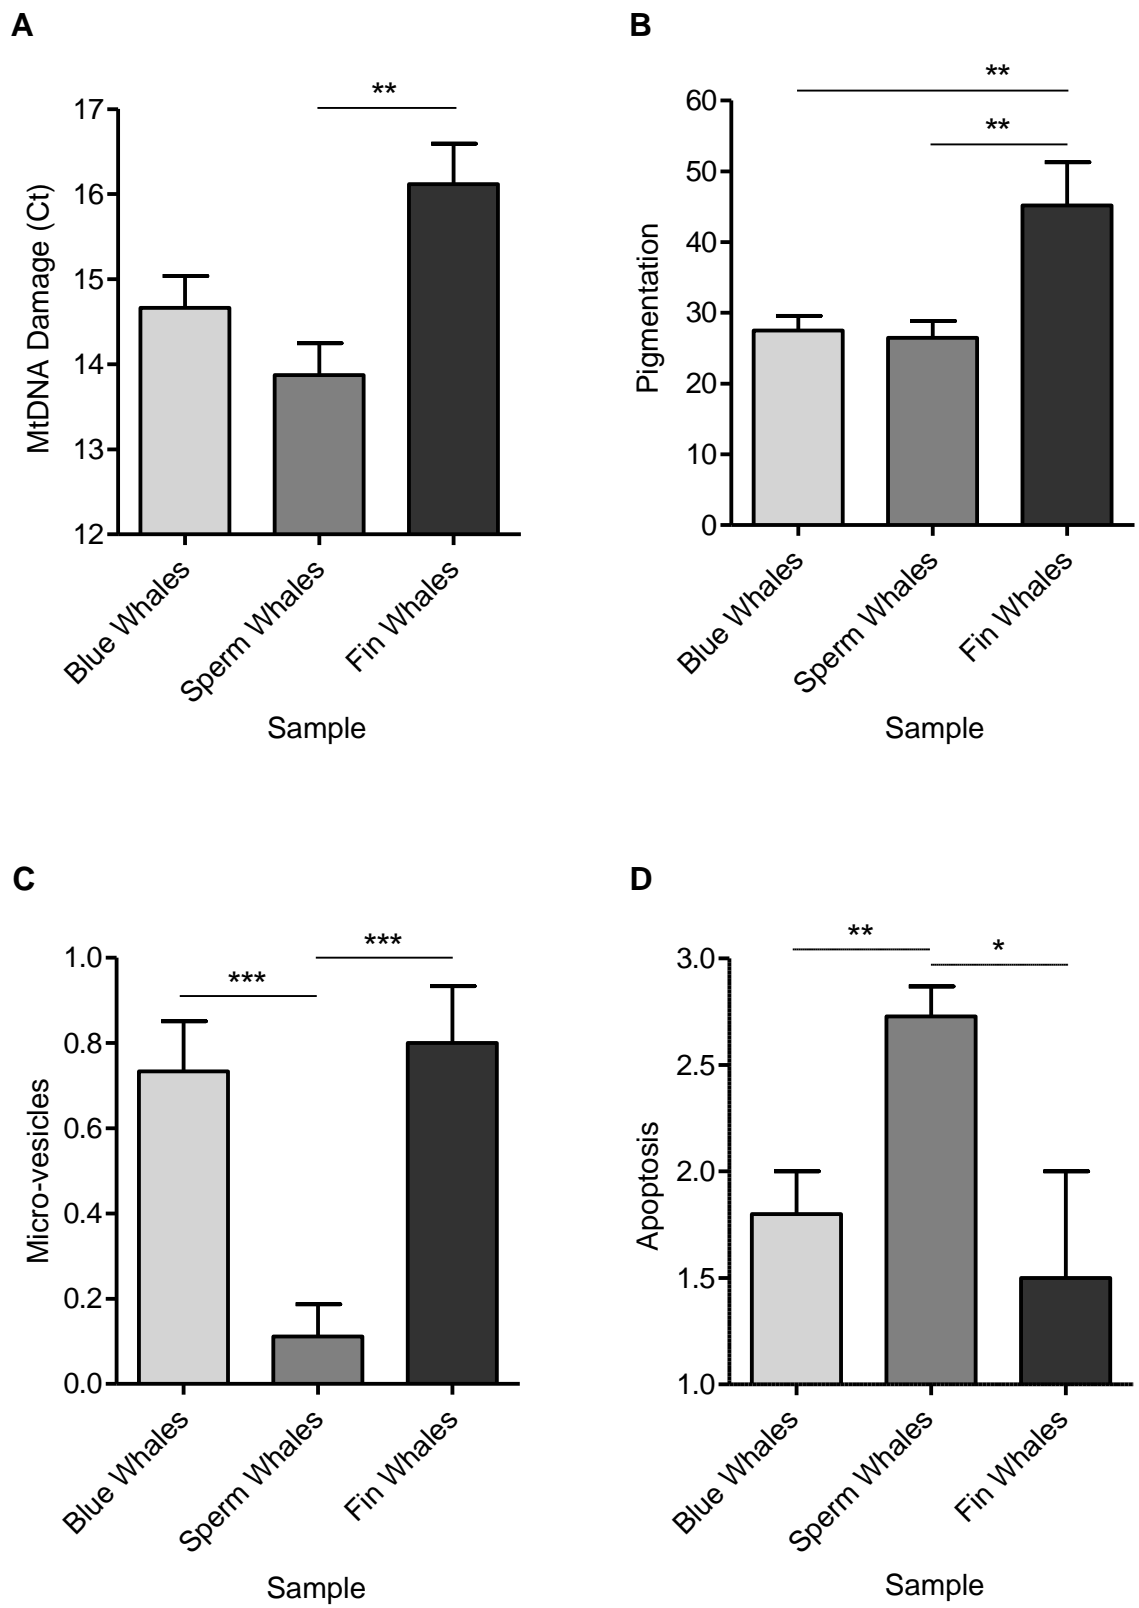 A
**
17
16
15
14
13
12
MtDNA Damage (Ct)
Blue Whales
Sperm Whales
Fin Whales
Sample
B
**
**
60
50
40
30
20
10
0
Pigmentation
Blue Whales
Sperm Whales
Fin Whales
Sample
C
***
***
1.0
0.8
0.6
0.4
0.2
0.0
Micro-vesicles
Blue Whales
Sperm Whales
Fin Whales
Sample
D
**
*
3.0
2.5
2.0
1.5
1.0
Apoptosis
Blue Whales
Sperm Whales
Fin Whales
Sample